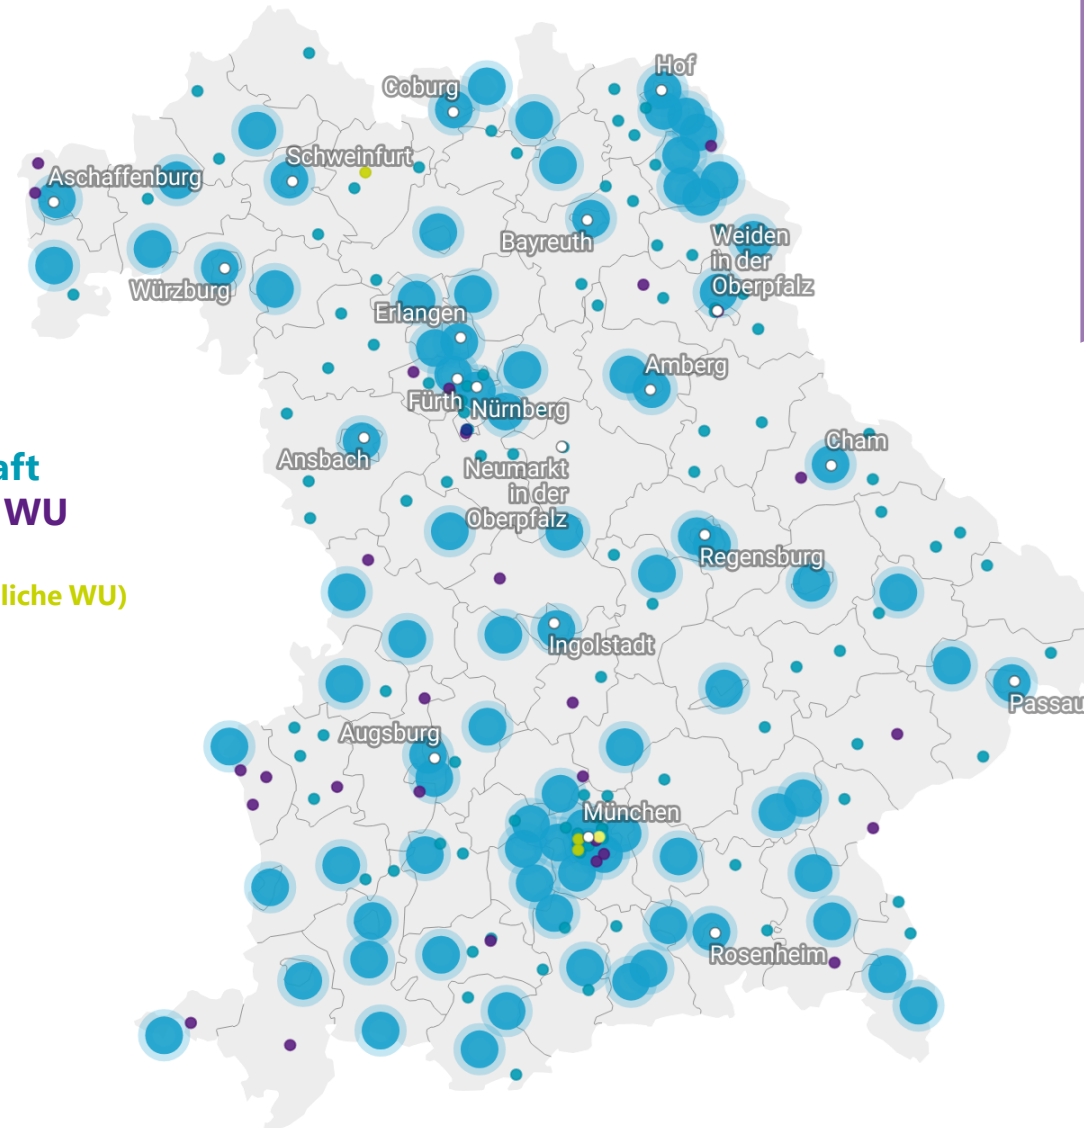 Hof
Coburg
Schweinfurt
Aschaffenburg
Bayreuth
Weiden
in der
Oberpfalz
Würzburg
Erlangen
Amberg
Fürth
Nürnberg
Ansbach
Cham
aft
WU
Neumarkt
in der
Oberpfalz
Regensburg
liche WU)
Ingolstadt
Passau
Augsburg
München
Rosenheim